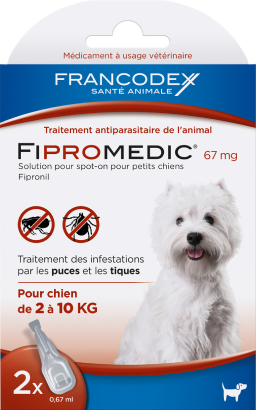 Médicament à usage vétérinaire
FRANCODEX
SANTÉ ANIMALE
Traitement antiparasitaire de l'animal
FIPROMEDIC® 67 mg
Solution pour spot-on pour petits chiens
Fipronil
Traitement des infestations
par les puces et les tiques
Pour chien
de 2 à 10 KG
2x
0,67 ml